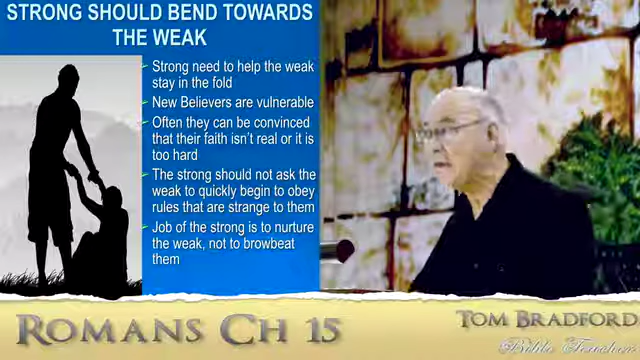 STRONG SHOULD BEND TOWARDS
THE WEAK
Strong need to help the weak
stay in the fold
New Believers are vulnerable
Often they can be convinced
that their faith isn't real or it is
too hard
The strong should not ask the
weak to quickly begin to obey
rules that are strange to them
Job of the strong is to nurture
the weak, not to browbeat
them
ROMANS CH 15
TOM BRADFORD
Bible Teacher